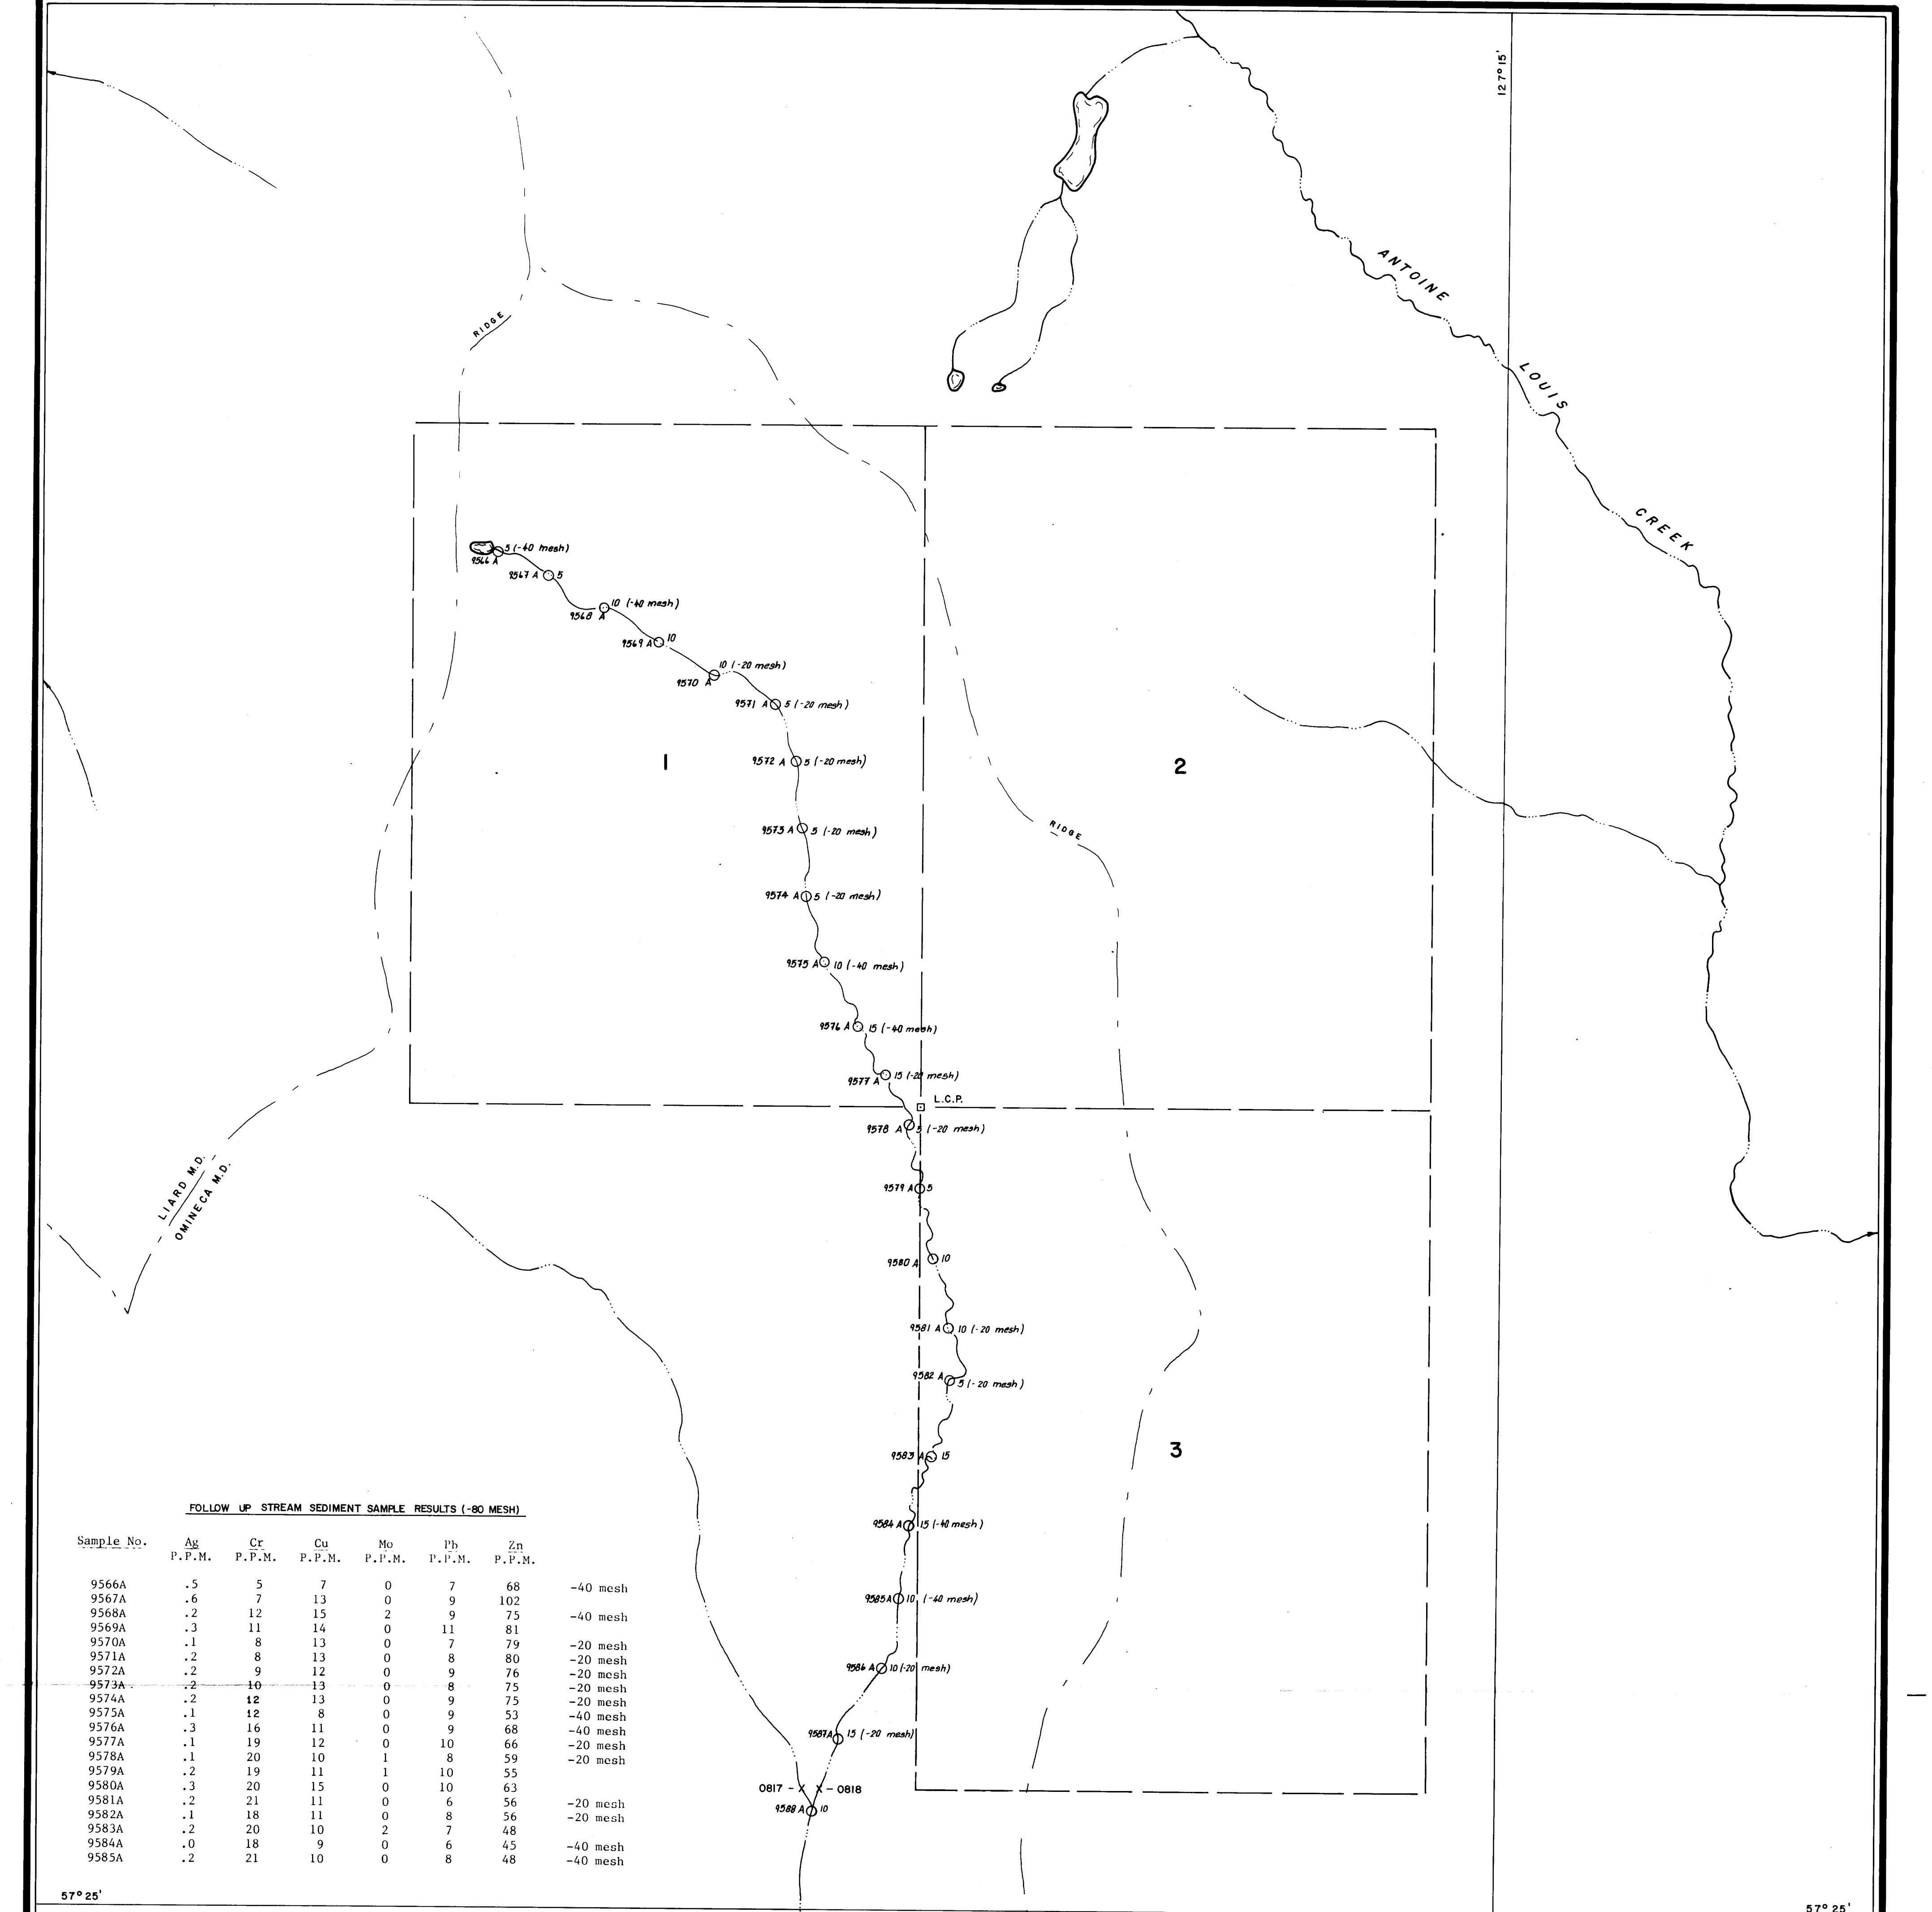 127°15'
ANTOINE
LOUIS
CREEK
RIDGE
5 (-40 mesh)
9566 A
9567 A 5
10 (-40 mesh)
9568 A
9569 A 10
10 (-20 mesh)
9570 A
9571 A 5 (-20 mesh)
1
2
9572 A 5 (-20 mesh)
9573 A 5 (-20 mesh)
RIDGE
9574 A 5 (-20 mesh)
9575 A 10 (-40 mesh)
9576 A 15 (-40 mesh)
9577 A 15 (-20 mesh)
L.C.P.
9578 A 5 (-20 mesh)
LIARD M.D.
OMINECA M.D.
9579 A 5
9580 A 10
9581 A 10 (-20 mesh)
9582 A 5 (-20 mesh)
3
9583 A 15
9584 A 15 (-40 mesh)
9585A 10 (-40 mesh)
9586 A 10 (-20 mesh)
9587A 15 (-20 mesh)
0817 - X X - 0818
9588 A 10
FOLLOW UP STREAM SEDIMENT SAMPLE RESULTS (-80 MESH)
Sample No. Ag Cr Cu Mo Pb Zn
P.P.M. P.P.M. P.P.M. P.P.M. P.P.M. P.P.M.
9566A .5 5 7 0 7 68 -40 mesh
9567A .6 7 13 0 9 102
9568A .2 12 15 2 9 75 -40 mesh
9569A .3 11 14 0 11 81
9570A .1 8 13 0 7 79 -20 mesh
9571A .2 8 13 0 8 80 -20 mesh
9572A .2 9 12 0 9 76 -20 mesh
9573A .2 10 13 0 8 75 -20 mesh
9574A .2 12 13 0 9 75 -20 mesh
9575A .1 12 8 0 9 53 -40 mesh
9576A .3 16 11 0 9 68 -40 mesh
9577A .1 19 12 0 10 66 -20 mesh
9578A .1 20 10 1 8 59 -20 mesh
9579A .2 19 11 1 10 55
9580A .3 20 15 0 10 63
9581A .2 21 11 0 6 56 -20 mesh
9582A .1 18 11 0 8 56 -20 mesh
9583A .2 20 10 2 7 48
9584A .0 18 9 0 6 45 -40 mesh
9585A .2 21 10 0 8 48 -40 mesh
57° 25'
57° 25'